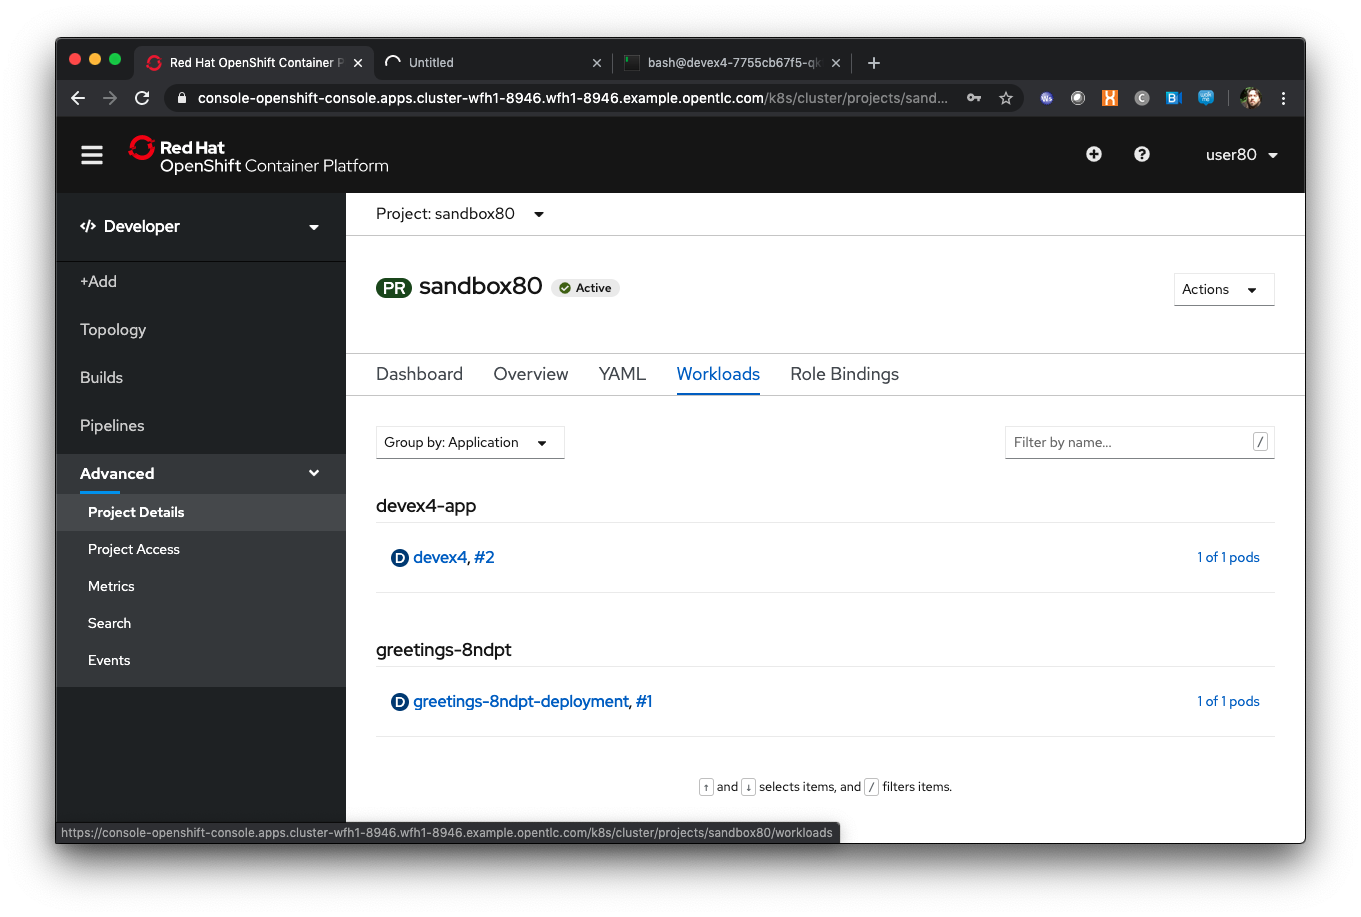 Red Hat OpenShift Container P
Untitled
bash@devex4-7755cb67f5-qk
console-openshift-console.apps.cluster-wfh1-8946.wfh1-8946.example.opentlc.com/k8s/cluster/projects/sand...
Red Hat
OpenShift Container Platform
user80
Developer
+Add
Topology
Builds
Pipelines
Advanced
Project Details
Project Access
Metrics
Search
Events
Project: sandbox80
PR sandbox80 Active
Actions
Dashboard Overview YAML Workloads Role Bindings
Group by: Application
Filter by name... /
devex4-app
D devex4, #2 1 of 1 pods
greetings-8ndpt
D greetings-8ndpt-deployment, #1 1 of 1 pods
↑ and ↓ selects items, and / filters items.
https://console-openshift-console.apps.cluster-wfh1-8946.wfh1-8946.example.opentlc.com/k8s/cluster/projects/sandbox80/workloads